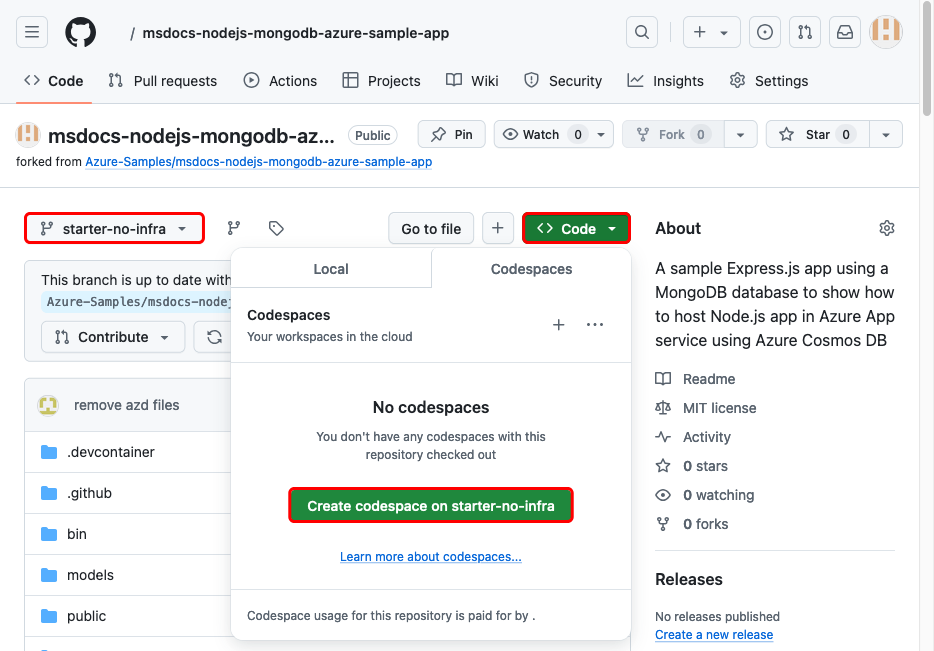 / msdocs-nodejs-mongodb-azure-sample-app
Code Pull requests Actions Projects Wiki Security Insights Settings
msdocs-nodejs-mongodb-az... Public Pin Watch 0 Fork 0 Star 0
forked from Azure-Samples/msdocs-nodejs-mongodb-azure-sample-app
starter-no-infra Go to file + Code
This branch is up to date with
Azure-Samples/msdocs-nodej
Contribute
remove azd files
.devcontainer
.github
bin
models
public
Local Codespaces
Codespaces
Your workspaces in the cloud
No codespaces
You don't have any codespaces with this
repository checked out
Create codespace on starter-no-infra
Learn more about codespaces...
Codespace usage for this repository is paid for by .
About
A sample Express.js app using a
MongoDB database to show how
to host Node.js app in Azure App
service using Azure Cosmos DB
Readme
MIT license
Activity
0 stars
0 watching
0 forks
Releases
No releases published
Create a new release